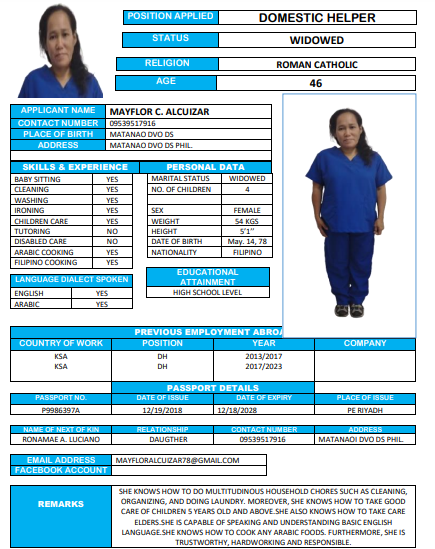 POSITION APPLIED DOMESTIC HELPER
STATUS WIDOWED
RELIGION ROMAN CATHOLIC
AGE 46
APPLICANT NAME MAYFLOR C. ALCUIZAR
CONTACT NUMBER 09539517916
PLACE OF BIRTH MATANAO DVO DS
ADDRESS MATANAO DVO DS PHIL.
SKILLS & EXPERIENCE PERSONAL DATA
BABY SITTING YES MARITAL STATUS WIDOWED
CLEANING YES NO. OF CHILDREN 4
WASHING YES
IRONING YES SEX FEMALE
CHILDREN CARE YES WEIGHT 54 KGS
TUTORING NO HEIGHT 5'1"
DISABLED CARE NO DATE OF BIRTH May. 14, 78
ARABIC COOKING YES NATIONALITY FILIPINO
FILIPINO COOKING YES
EDUCATIONAL
ATTAINMENT
LANGUAGE DIALECT SPOKEN
ENGLISH YES HIGH SCHOOL LEVEL
ARABIC YES
PREVIOUS EMPLOYMENT ABROA
COUNTRY OF WORK POSITION YEAR COMPANY
KSA DH 2013/2017
KSA DH 2017/2023
PASSPORT DETAILS
PASSPORT NO. DATE OF ISSUE DATE OF EXPIRY PLACE OF ISSUE
P9986397A 12/19/2018 12/18/2028 PE RIYADH
NAME OF NEXT OF KIN RELATIONSHIP CONTACT NUMBER ADDRESS
RONAMAE A. LUCIANO DAUGTHER 09539517916 MATANAOI DVO DS PHIL.
EMAIL ADDRESS MAYFLORALCUIZAR78@GMAIL.COM
FACEBOOK ACCOUNT
REMARKS
SHE KNOWS HOW TO DO MULTITUDINOUS HOUSEHOLD CHORES SUCH AS CLEANING,
ORGANIZING, AND DOING LAUNDRY. MOREOVER, SHE KNOWS HOW TO TAKE GOOD
CARE OF CHILDREN 5 YEARS OLD AND ABOVE.SHE ALSO KNOWS HOW TO TAKE CARE
ELDERS.SHE IS CAPABLE OF SPEAKING AND UNDERSTANDING BASIC ENGLISH
LANGUAGE.SHE KNOWS HOW TO COOK ANY ARABIC FOODS. FURTHERMORE, SHE IS
TRUSTWORTHY, HARDWORKING AND RESPONSIBLE.